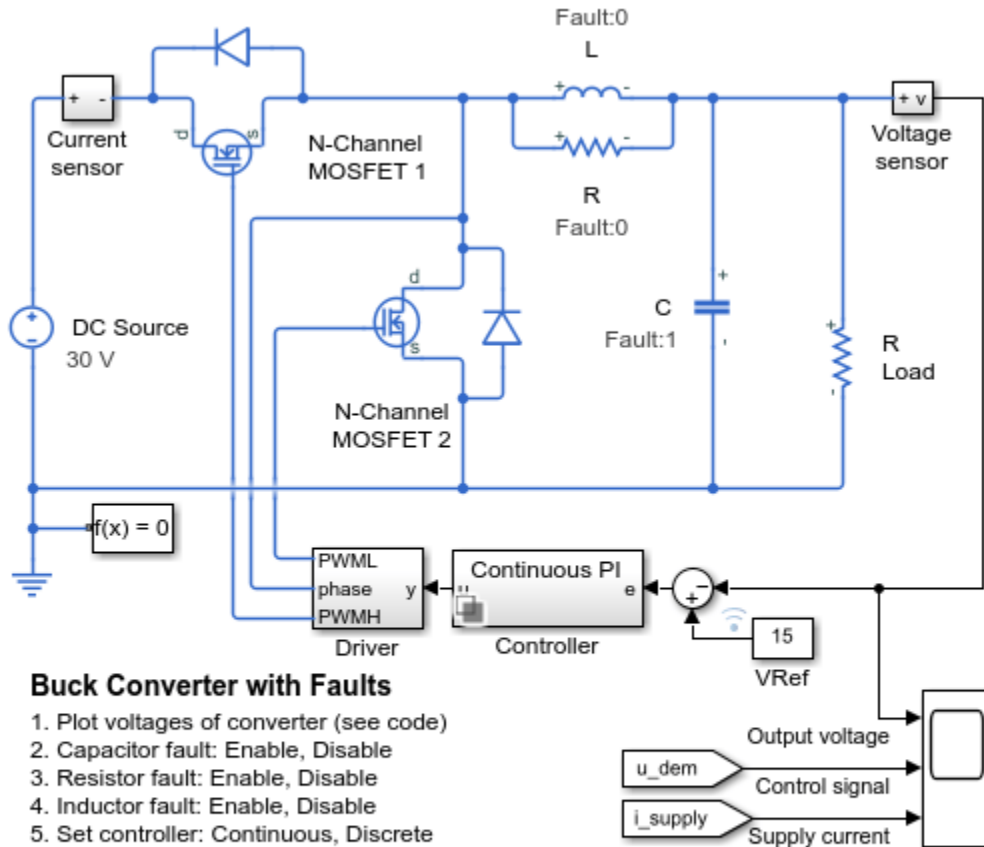 Fault:0
L
+ -
+ -
Current
sensor
d
s
N-Channel
MOSFET 1
+ -
R
Fault:0
+ v
Voltage
sensor
+
-
DC Source
30 V
d
s
N-Channel
MOSFET 2
+
C
Fault:1
-
+
R
Load
-
f(x) = 0
PWML
phase
PWMH
y
Driver
Continuous PI
e
Controller
-
+
15
VRef
Buck Converter with Faults
1. Plot voltages of converter (see code)
2. Capacitor fault: Enable, Disable
3. Resistor fault: Enable, Disable
4. Inductor fault: Enable, Disable
5. Set controller: Continuous, Discrete
Output voltage
u_dem
Control signal
i_supply
Supply current